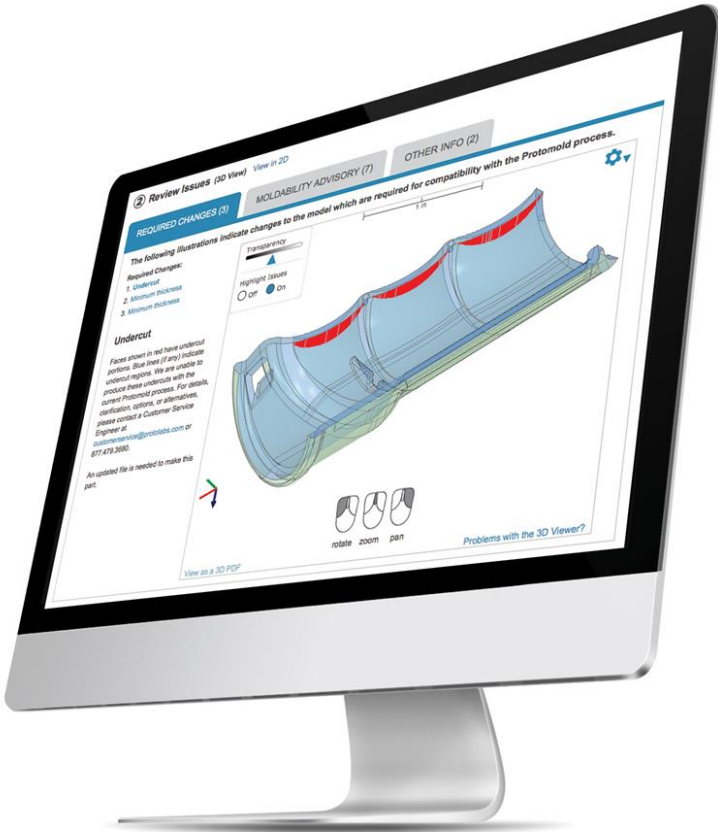 2 Review Issues (3D View) View in 2D
REQUIRED CHANGES (3)
MOLDABILITY ADVISORY (7)
OTHER INFO (2)
The following illustrations indicate changes to the model which are required for compatibility with the Protomold process.
Required Changes:
1. Undercut
2. Minimum thickness
3. Minimum thickness
Undercut
Faces shown in red have undercut
portions. Blue lines (if any) indicate
undercut regions. We are unable to
produce these undercuts with the
current Protomold process. For details,
clarification, options, or alternatives,
please contact a Customer Service
Engineer at
customerservice@protolabs.com or
877.479.3680.
An updated file is needed to make this
part.
Transparency
Highlight Issues
Off On
1 in
rotate zoom pan
View as a 3D PDF
Problems with the 3D Viewer?